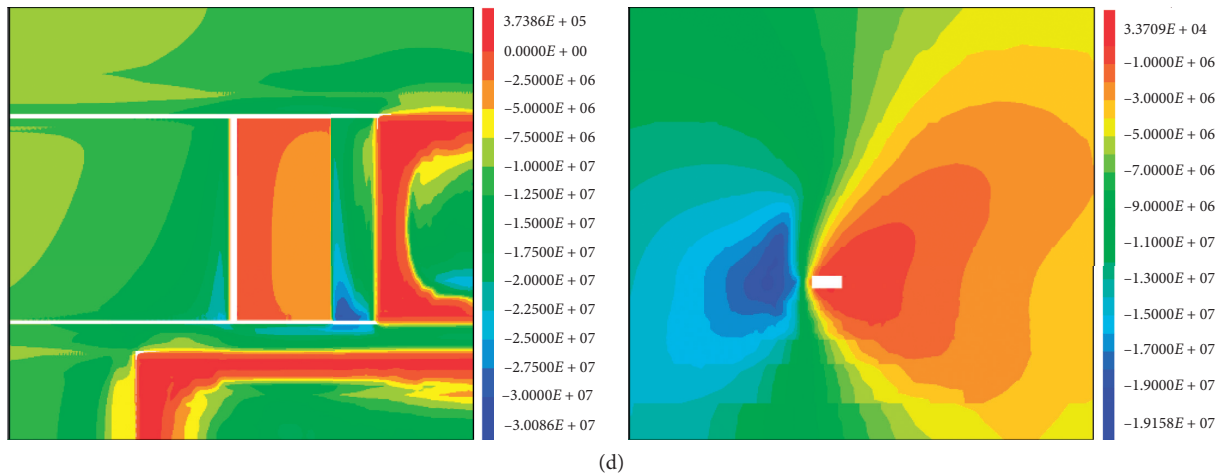 3.7386E + 05
0.0000E + 00
–2.5000E + 06
–5.0000E + 06
–7.5000E + 06
–1.0000E + 07
–1.2500E + 07
–1.5000E + 07
–1.7500E + 07
–2.0000E + 07
–2.2500E + 07
–2.5000E + 07
–2.7500E + 07
–3.0000E + 07
–3.0086E + 07
3.3709E + 04
–1.0000E + 06
–3.0000E + 06
–5.0000E + 06
–7.0000E + 06
–9.0000E + 06
–1.1000E + 07
–1.3000E + 07
–1.5000E + 07
–1.7000E + 07
–1.9000E + 07
–1.9158E + 07
(d)